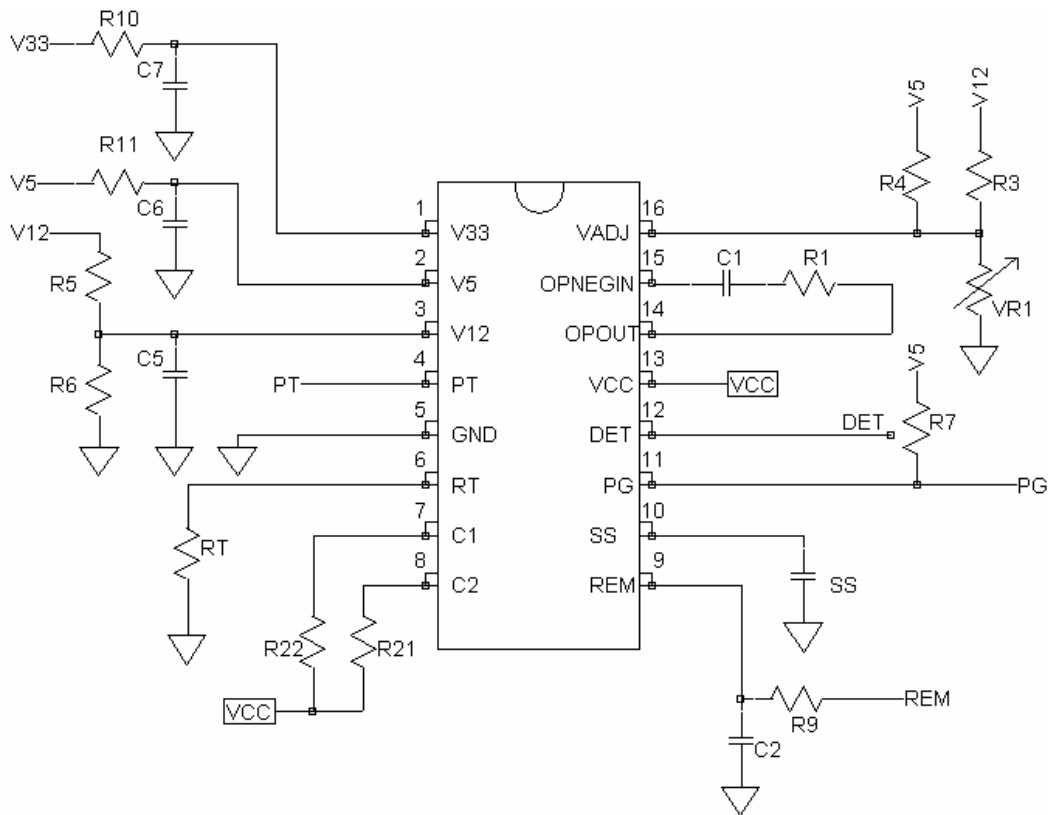 R10
V33
C7
R11
V5
C6
V12
R5
R6
C5
PT
RT
R22
R21
VCC
1
V33
2
V5
3
V12
4
PT
5
GND
6
RT
7
C1
8
C2
16
VADJ
15
OPNEGIN
14
OPOUT
13
VCC
12
DET
11
PG
10
SS
9
REM
C1
R1
V5
V12
R4
R3
VR1
VCC
V5
DET
R7
PG
SS
REM
R9
C2